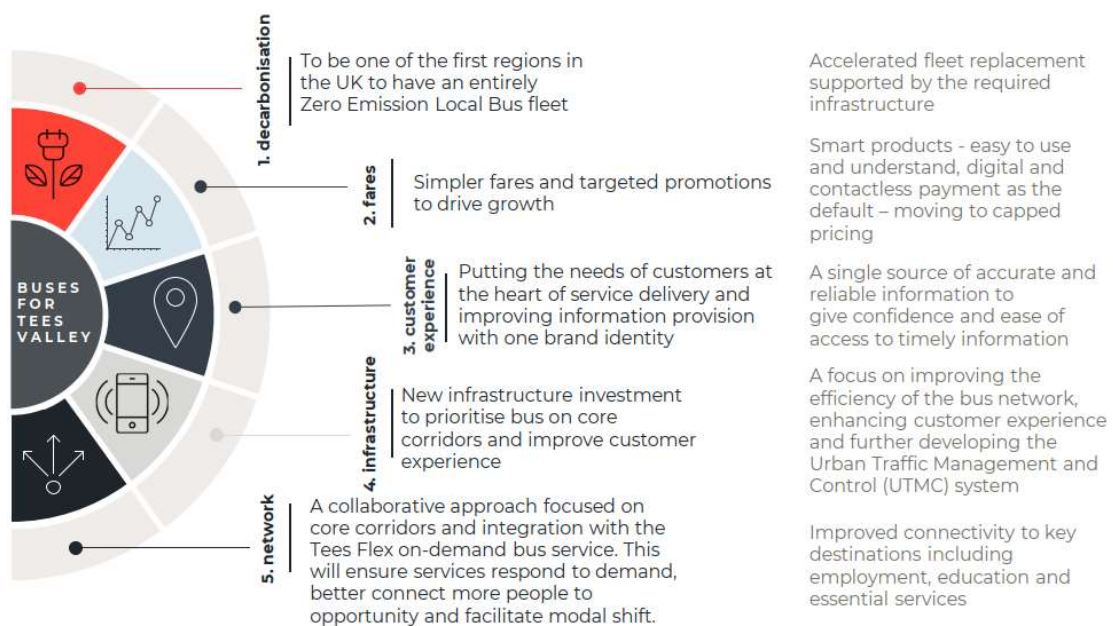 BUSES
FOR
TEES
VALLEY
1. decarbonisation
To be one of the first regions in
the UK to have an entirely
Zero Emission Local Bus fleet
Accelerated fleet replacement
supported by the required
infrastructure
2. fares
Simpler fares and targeted promotions
to drive growth
Smart products - easy to use
and understand, digital and
contactless payment as the
default – moving to capped
pricing
3. customer
experience
Putting the needs of customers at
the heart of service delivery and
improving information provision
with one brand identity
A single source of accurate and
reliable information to
give confidence and ease of
access to timely information
4. infrastructure
New infrastructure investment
to prioritise bus on core
corridors and improve customer
experience
A focus on improving the
efficiency of the bus network,
enhancing customer experience
and further developing the
Urban Traffic Management and
Control (UTMC) system
5. network
A collaborative approach focused on
core corridors and integration with the
Tees Flex on-demand bus service. This
will ensure services respond to demand,
better connect more people to
opportunity and facilitate modal shift.
Improved connectivity to key
destinations including
employment, education and
essential services